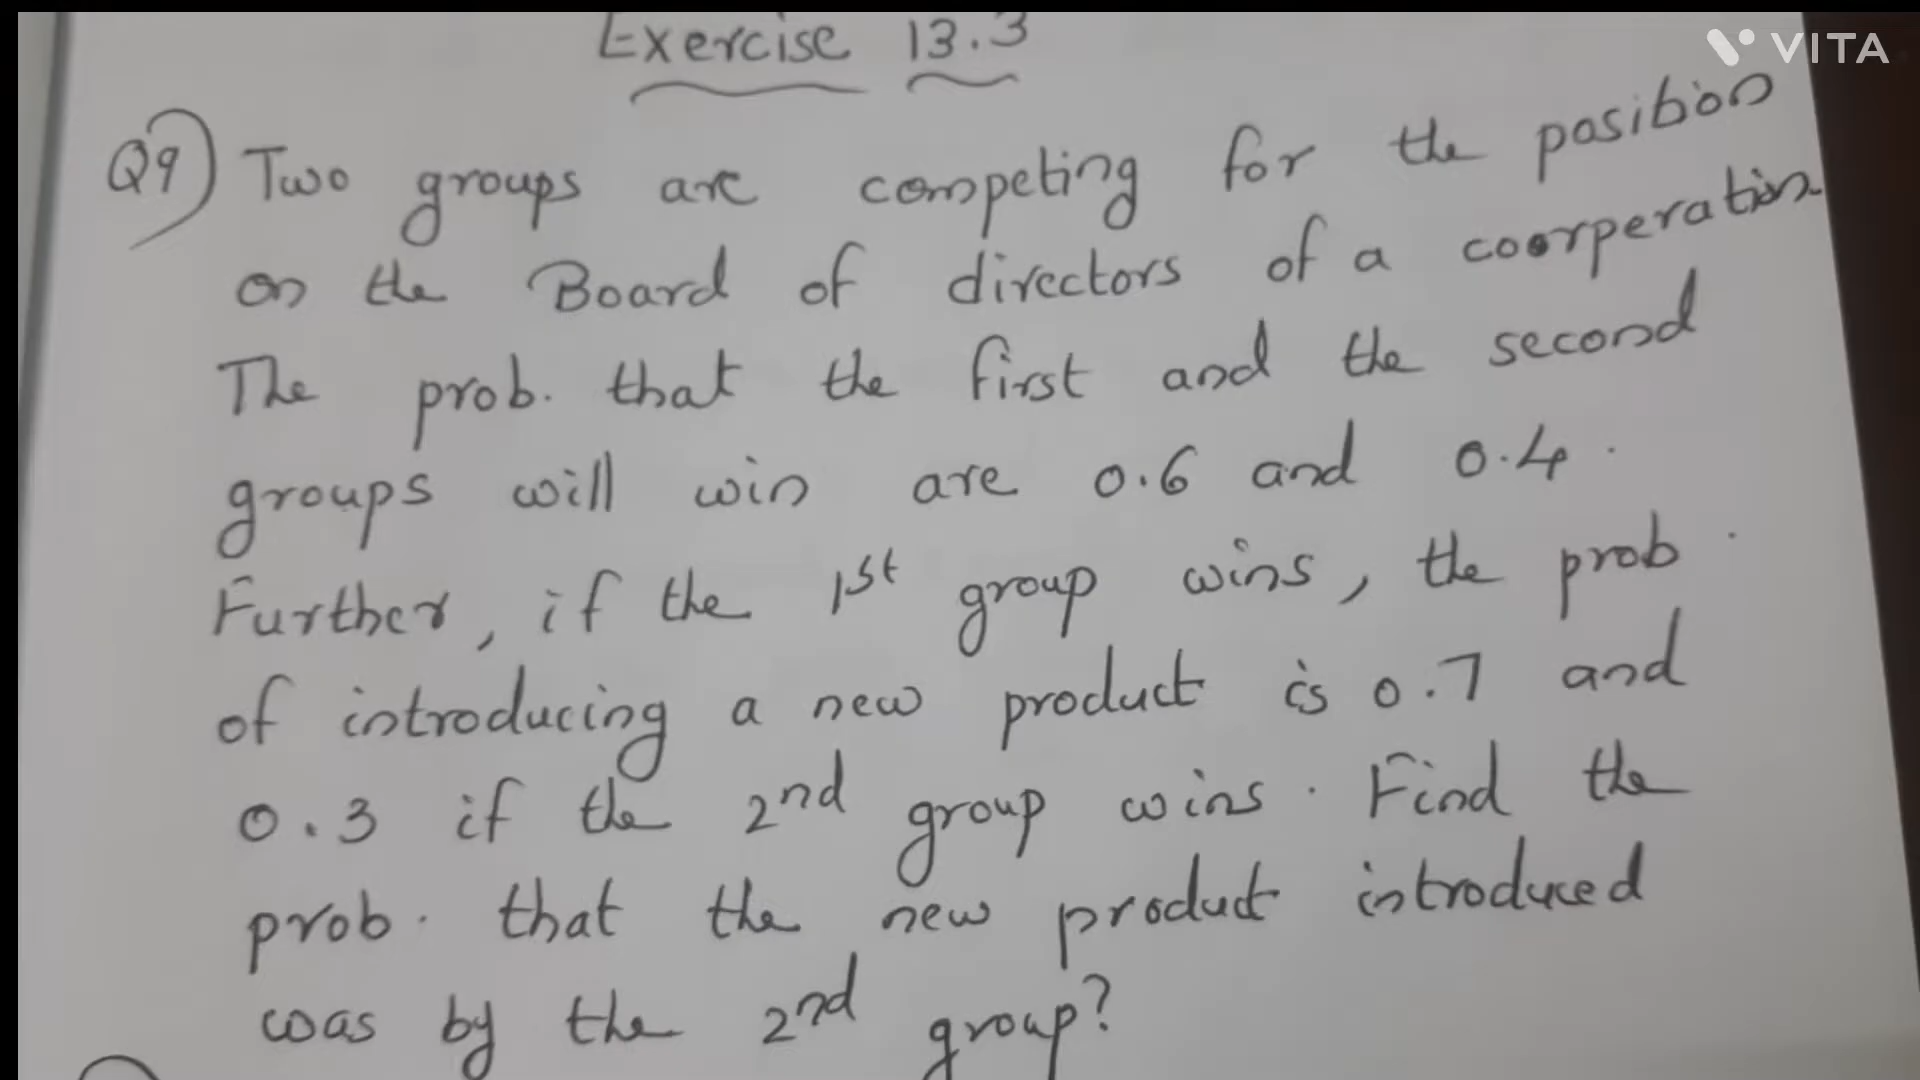 Exercise 13.3
VITA
Q9) Two groups are competing for the position
on the Board of directors of a coorperation
The prob. that the first and the second
groups will win are 0.6 and 0.4.
Further, if the 1st group wins, the prob.
of introducing a new product is 0.7 and
0.3 if the 2nd group wins. Find the
prob. that the new product introduced
was by the 2nd group?